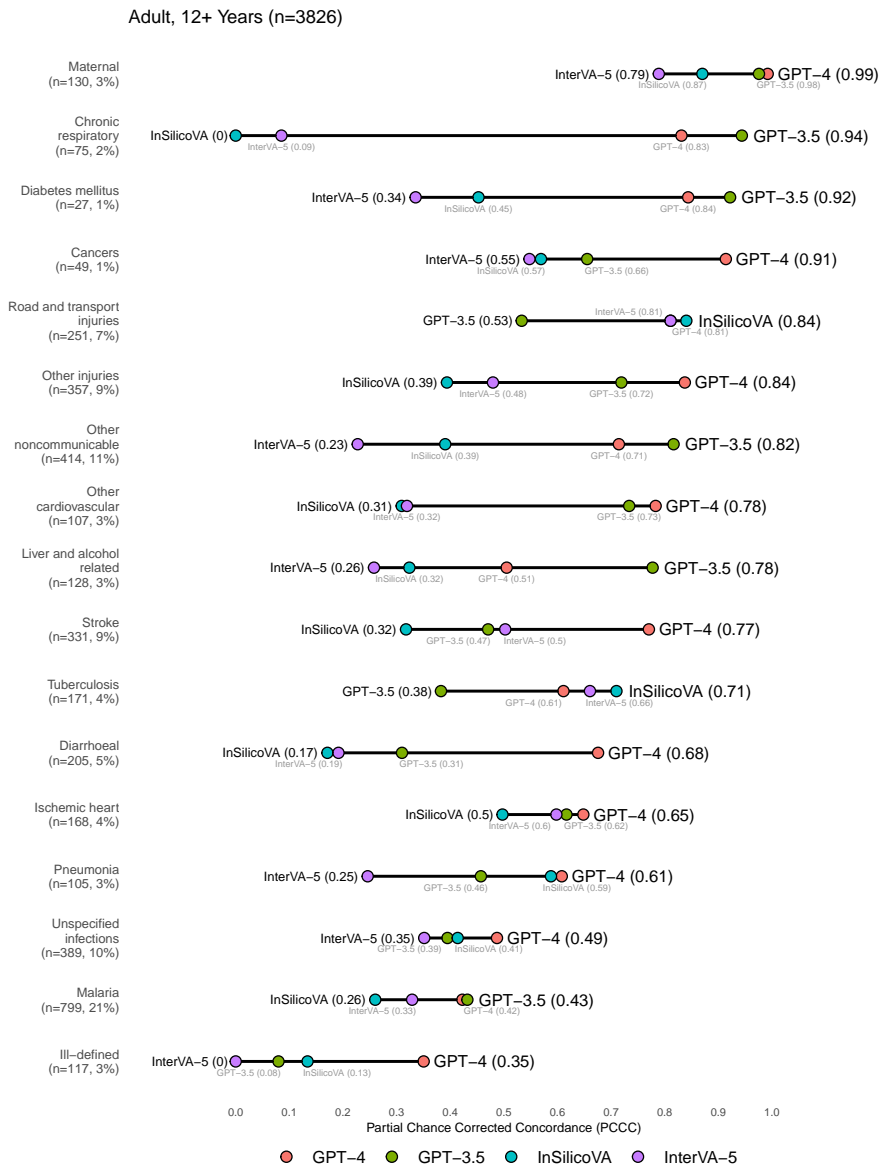 Adult, 12+ Years (n=3826)
Maternal
(n=130, 3%)
InterVA−5 (0.79)
InSilicoVA (0.87)
GPT−3.5 (0.98)
GPT−4 (0.99)
Chronic
respiratory
(n=75, 2%)
InSilicoVA (0)
InterVA−5 (0.09)
GPT−4 (0.83)
GPT−3.5 (0.94)
Diabetes mellitus
(n=27, 1%)
InterVA−5 (0.34)
InSilicoVA (0.45)
GPT−4 (0.84)
GPT−3.5 (0.92)
Cancers
(n=49, 1%)
InterVA−5 (0.55)
InSilicoVA (0.57)
GPT−3.5 (0.66)
GPT−4 (0.91)
Road and transport
injuries
(n=251, 7%)
GPT−3.5 (0.53)
InterVA−5 (0.81)
GPT−4 (0.81)
InSilicoVA (0.84)
Other injuries
(n=357, 9%)
InSilicoVA (0.39)
InterVA−5 (0.48)
GPT−3.5 (0.72)
GPT−4 (0.84)
Other
noncommunicable
(n=414, 11%)
InterVA−5 (0.23)
InSilicoVA (0.39)
GPT−4 (0.71)
GPT−3.5 (0.82)
Other
cardiovascular
(n=107, 3%)
InSilicoVA (0.31)
InterVA−5 (0.32)
GPT−3.5 (0.73)
GPT−4 (0.78)
Liver and alcohol
related
(n=128, 3%)
InterVA−5 (0.26)
InSilicoVA (0.32)
GPT−4 (0.51)
GPT−3.5 (0.78)
Stroke
(n=331, 9%)
InSilicoVA (0.32)
GPT−3.5 (0.47)
InterVA−5 (0.5)
GPT−4 (0.77)
Tuberculosis
(n=171, 4%)
GPT−3.5 (0.38)
GPT−4 (0.61)
InterVA−5 (0.66)
InSilicoVA (0.71)
Diarrhoeal
(n=205, 5%)
InSilicoVA (0.17)
InterVA−5 (0.19)
GPT−3.5 (0.31)
GPT−4 (0.68)
Ischemic heart
(n=168, 4%)
InSilicoVA (0.5)
InterVA−5 (0.6)
GPT−3.5 (0.62)
GPT−4 (0.65)
Pneumonia
(n=105, 3%)
InterVA−5 (0.25)
GPT−3.5 (0.46)
InSilicoVA (0.59)
GPT−4 (0.61)
Unspecified
infections
(n=389, 10%)
InterVA−5 (0.35)
GPT−3.5 (0.39)
InSilicoVA (0.41)
GPT−4 (0.49)
Malaria
(n=799, 21%)
InSilicoVA (0.26)
InterVA−5 (0.33)
GPT−4 (0.42)
GPT−3.5 (0.43)
Ill−defined
(n=117, 3%)
InterVA−5 (0)
GPT−3.5 (0.08)
InSilicoVA (0.13)
GPT−4 (0.35)
0.0 0.1 0.2 0.3 0.4 0.5 0.6 0.7 0.8 0.9 1.0
Partial Chance Corrected Concordance (PCCC)
GPT−4 GPT−3.5 InSilicoVA InterVA−5